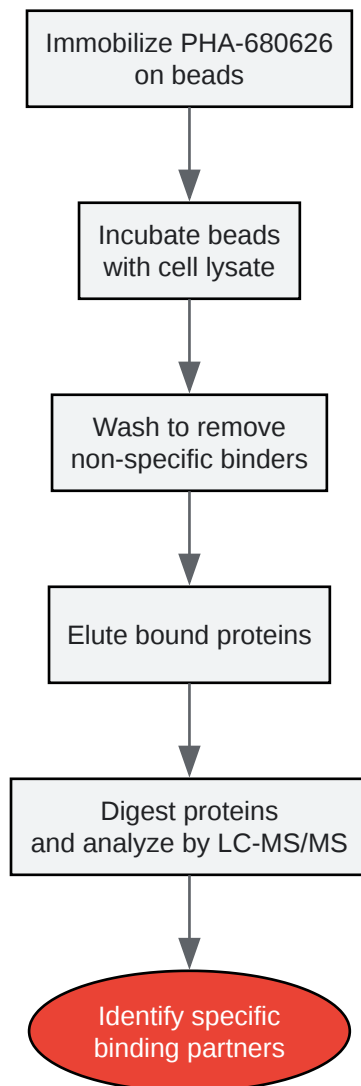 Immobilize PHA-680626
on beads
Incubate beads
with cell lysate
Wash to remove
non-specific binders
Elute bound proteins
Digest proteins
and analyze by LC-MS/MS
Identify specific
binding partners